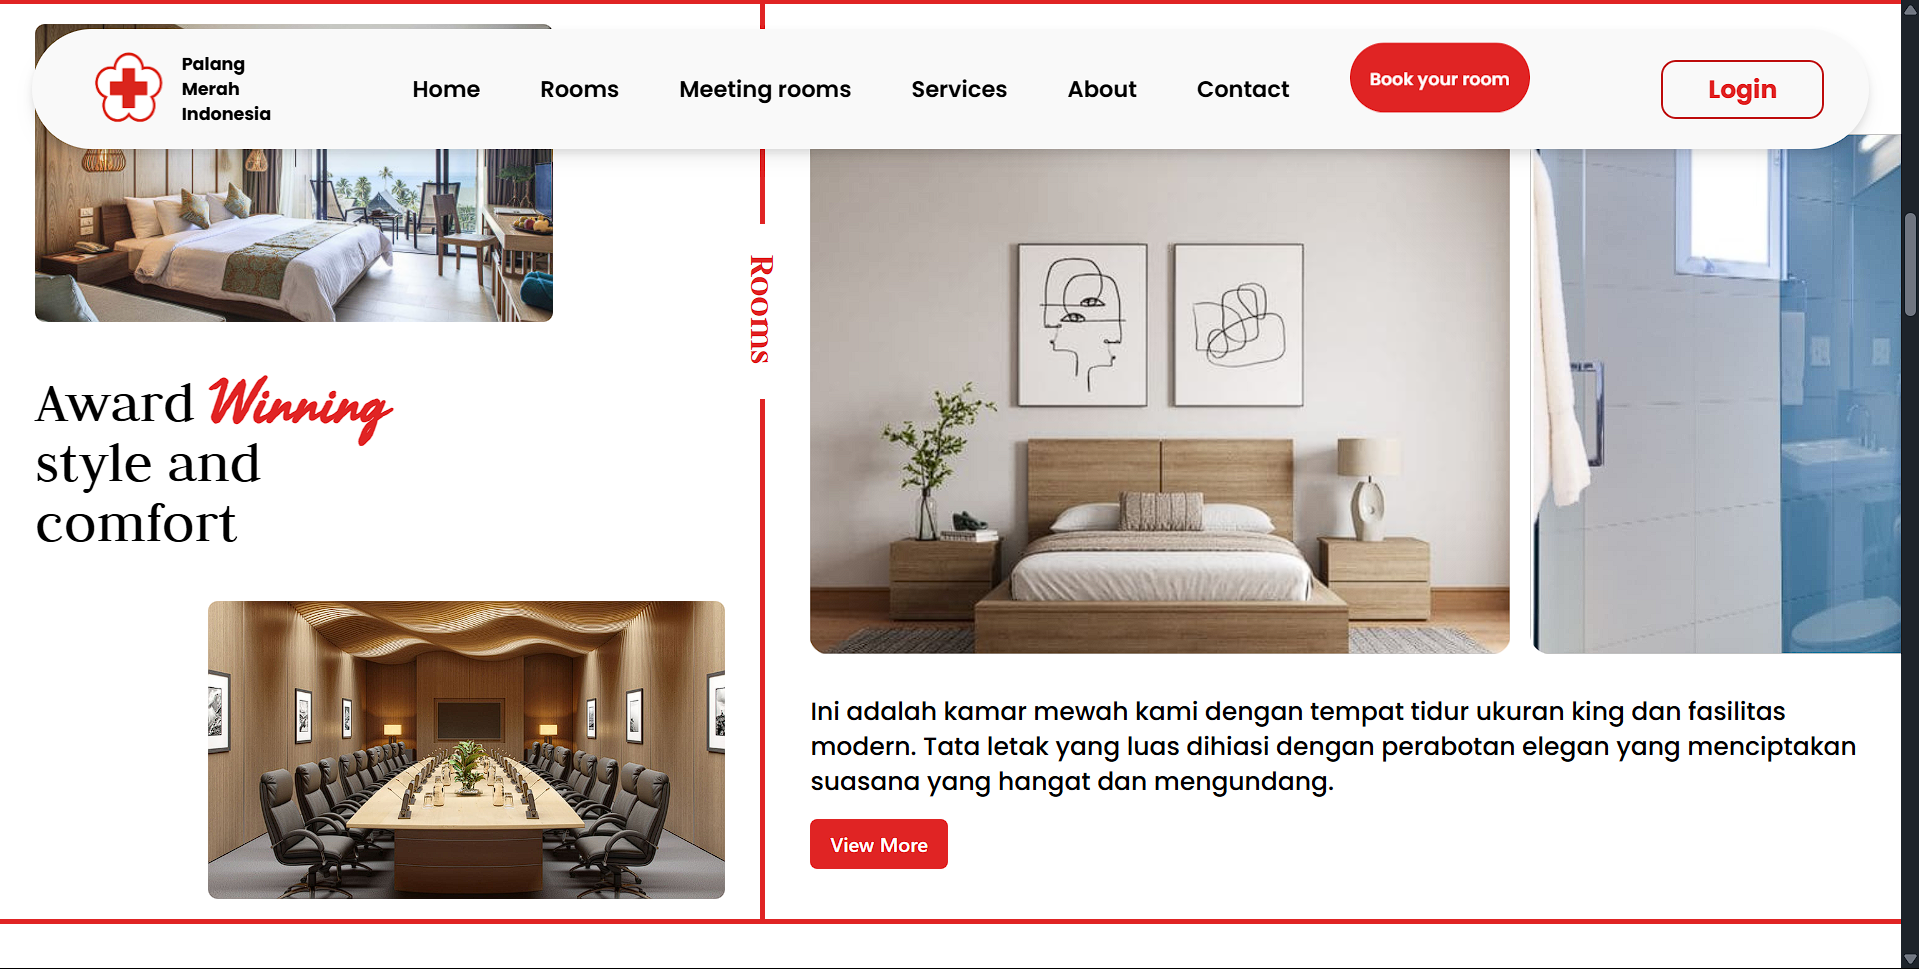 Palang
Merah
Indonesia
Home
Rooms
Meeting rooms
Services
About
Contact
Book your room
Login
Award Winning
style and
comfort
Rooms
Ini adalah kamar mewah kami dengan tempat tidur ukuran king dan fasilitas
modern. Tata letak yang luas dihiasi dengan perabotan elegan yang menciptakan
suasana yang hangat dan mengundang.
View More